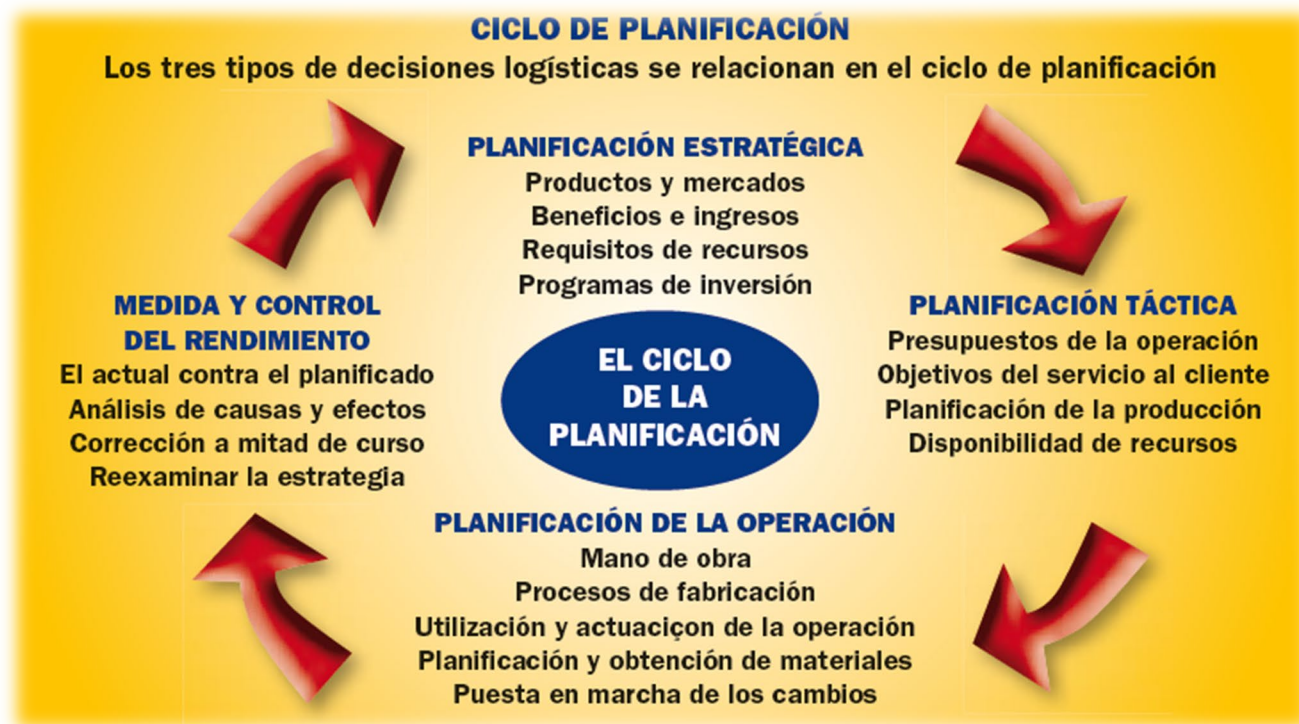 CICLO DE PLANIFICACIÓN
Los tres tipos de decisiones logísticas se relacionan en el ciclo de planificación
PLANIFICACIÓN ESTRATÉGICA
Productos y mercados
Beneficios e ingresos
Requisitos de recursos
Programas de inversión
MEDIDA Y CONTROL
DEL RENDIMIENTO
El actual contra el planificado
Análisis de causas y efectos
Corrección a mitad de curso
Reexaminar la estrategia
EL CICLO
DE LA
PLANIFICACIÓN
PLANIFICACIÓN TÁCTICA
Presupuestos de la operación
Objetivos del servicio al cliente
Planificación de la producción
Disponibilidad de recursos
PLANIFICACIÓN DE LA OPERACIÓN
Mano de obra
Procesos de fabricación
Utilización y actuaciçon de la operación
Planificación y obtención de materiales
Puesta en marcha de los cambios